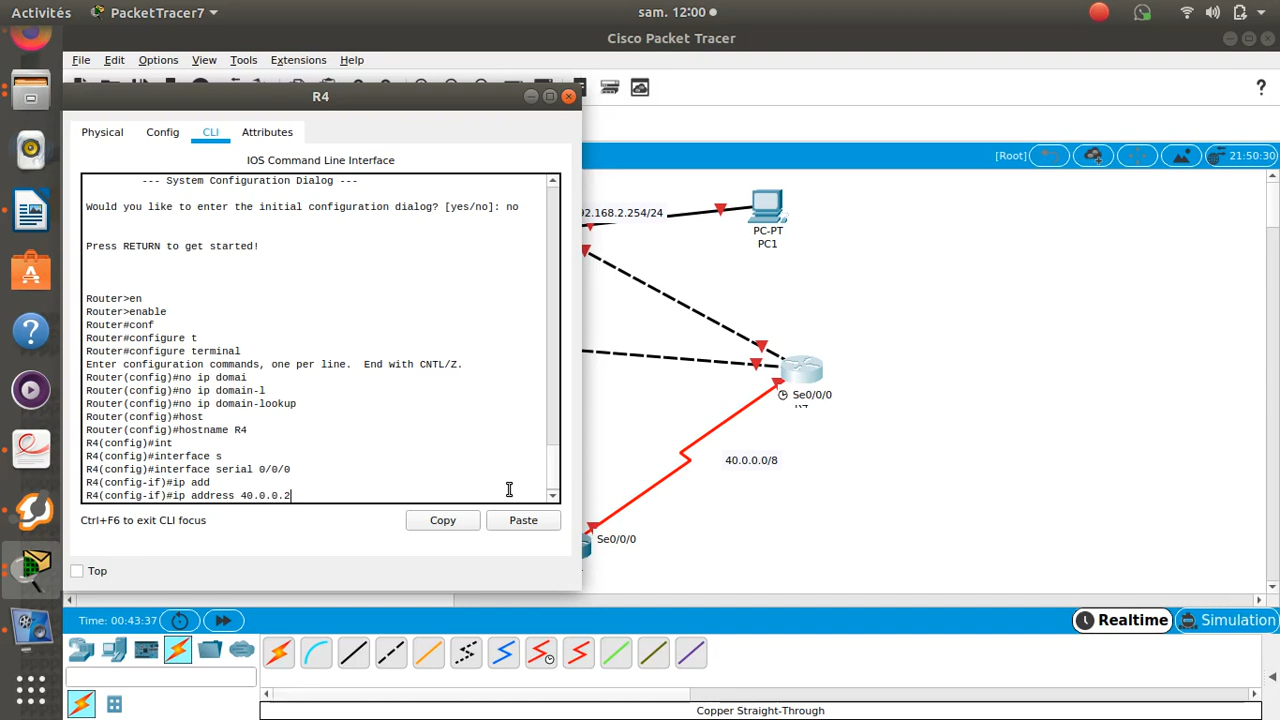 Activités
PacketTracer7
sam. 12:00
Cisco Packet Tracer
File Edit Options View Tools Extensions Help
R4
Physical Config CLI Attributes
IOS Command Line Interface
[Root]
21:50:30
--- System Configuration Dialog ---
Would you like to enter the initial configuration dialog? [yes/no]: no
Press RETURN to get started!
Router>en
Router>enable
Router#conf
Router#configure t
Router#configure terminal
Enter configuration commands, one per line. End with CNTL/Z.
Router(config)#no ip domai
Router(config)#no ip domain-l
Router(config)#no ip domain-lookup
Router(config)#host
Router(config)#hostname R4
R4(config)#int
R4(config)#interface s
R4(config)#interface serial 0/0/0
R4(config-if)#ip add
R4(config-if)#ip address 40.0.0.2
Ctrl+F6 to exit CLI focus
Copy
Paste
Top
92.168.2.254/24
PC-PT
PC1
Se0/0/0
40.0.0.0/8
Se0/0/0
Time: 00:43:37
Realtime
Simulation
Copper Straight-Through